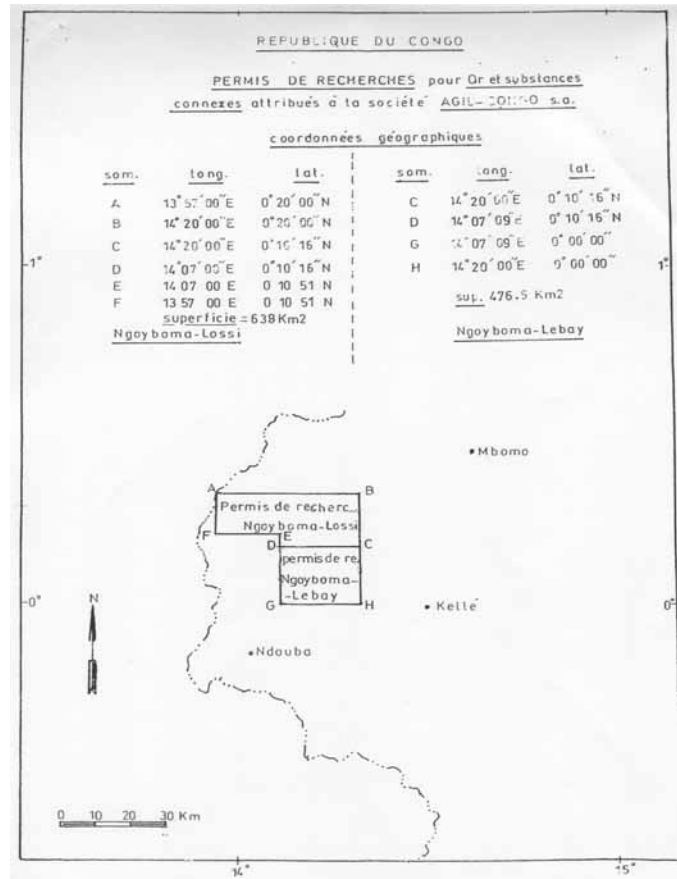 REPUBLIQUE DU CONGO
PERMIS DE RECHERCHES pour Or et substances
connexes attribués à la société AGIL-CONGO s.a.
coordonnées géographiques
som. long. lat.
A 13° 57′ 00″ E 0° 20′ 00″ N
B 14° 20′ 00″ E 0° 20′ 00″ N
C 14° 20′ 00″ E 0° 10′ 16″ N
D 14° 07′ 00″ E 0° 10′ 16″ N
E 14 07 00 E 0 10 51 N
F 13 57 00 E 0 10 51 N
superficie = 638 Km2
Ngoyboma-Lossi
som. long. lat.
C 14° 20′ 00″ E 0° 10′ 16″ N
D 14° 07′ 09″ E 0° 10′ 16″ N
G 14° 07′ 09″ E 0° 00′ 00″
H 14° 20′ 00″ E 0° 00′ 00″
sup. 476.5 Km2
Ngoyboma-Lebay
-1°
1°
Mbomo
A
B
Permis de recherc
Ngoyboma-Lossi
F
E
D
C
permis de re
Ngoyboma-
-Lebay
G
H
-0°
0°
Kellé
N
Ndouba
0 10 20 30 Km
14°
15°